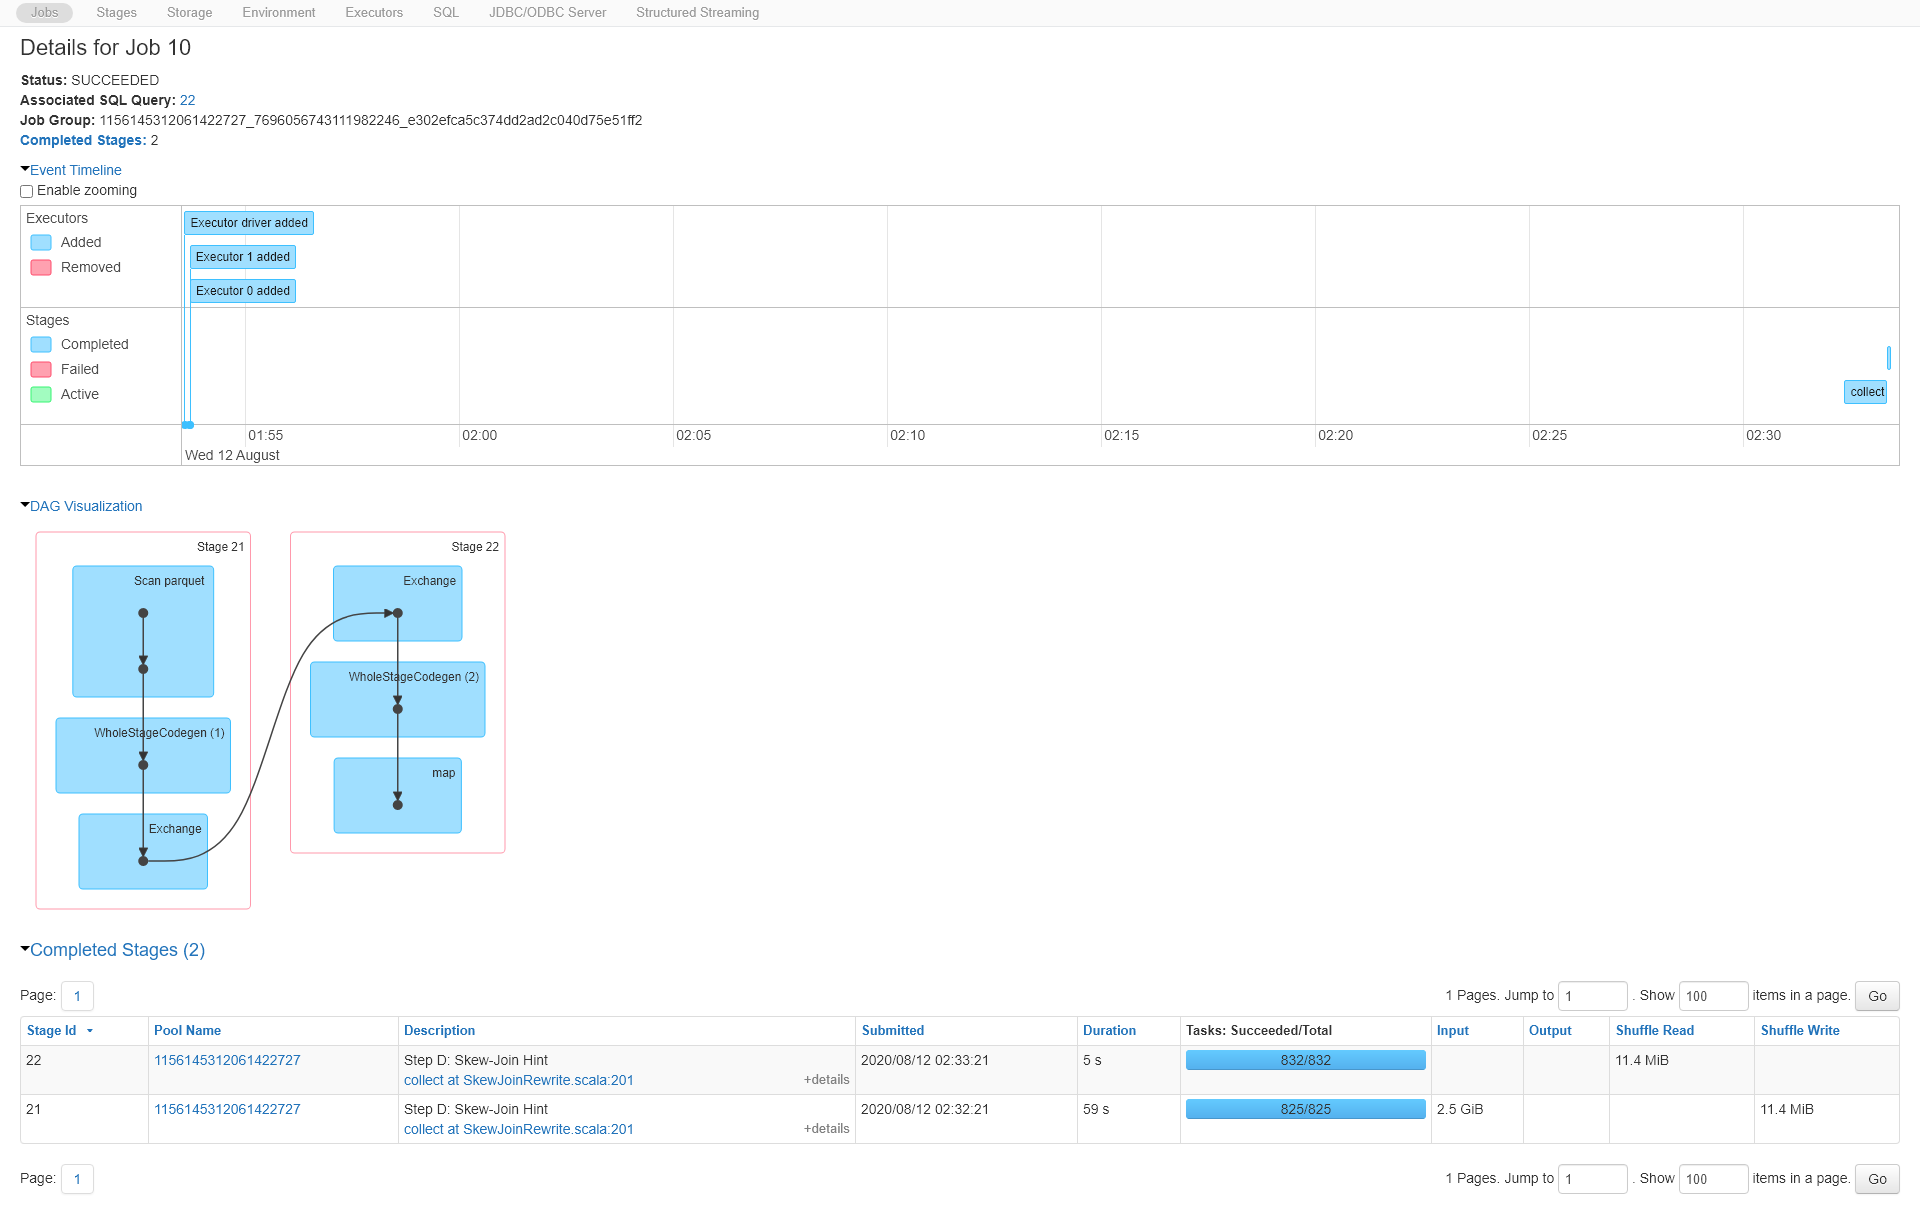 Jobs Stages Storage Environment Executors SQL JDBC/ODBC Server Structured Streaming
Details for Job 10
Status: SUCCEEDED
Associated SQL Query: 22
Job Group: 1156145312061422727_7696056743111982246_e302efca5c374dd2ad2c040d75e51ff2
Completed Stages: 2
Event Timeline
Enable zooming
Executors
Added
Removed
Executor driver added
Executor 1 added
Executor 0 added
Stages
Completed
Failed
Active
collect
01:55 02:00 02:05 02:10 02:15 02:20 02:25 02:30
Wed 12 August
DAG Visualization
Stage 21
Scan parquet
WholeStageCodegen (1)
Exchange
Stage 22
Exchange
WholeStageCodegen (2)
map
Completed Stages (2)
Page: 1 1 Pages. Jump to 1 . Show 100 items in a page. Go
Stage Id Pool Name Description Submitted Duration Tasks: Succeeded/Total Input Output Shuffle Read Shuffle Write
22 1156145312061422727 Step D: Skew-Join Hint 2020/08/12 02:33:21 5 s 832/832 11.4 MiB
collect at SkewJoinRewrite.scala:201 +details
21 1156145312061422727 Step D: Skew-Join Hint 2020/08/12 02:32:21 59 s 825/825 2.5 GiB 11.4 MiB
collect at SkewJoinRewrite.scala:201 +details
Page: 1 1 Pages. Jump to 1 . Show 100 items in a page. Go